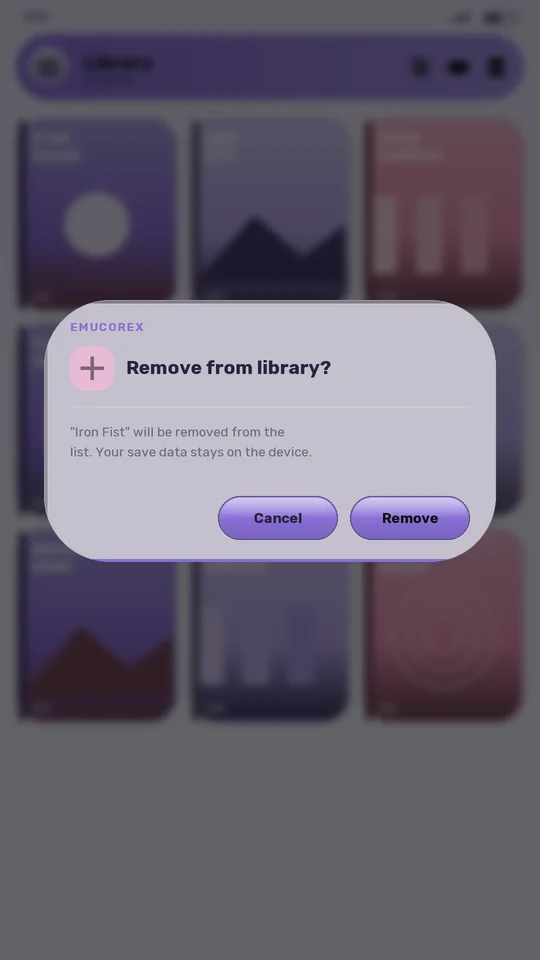 EMUCOREX
Remove from library?
"Iron Fist" will be removed from the
list. Your save data stays on the device.
Cancel
Remove